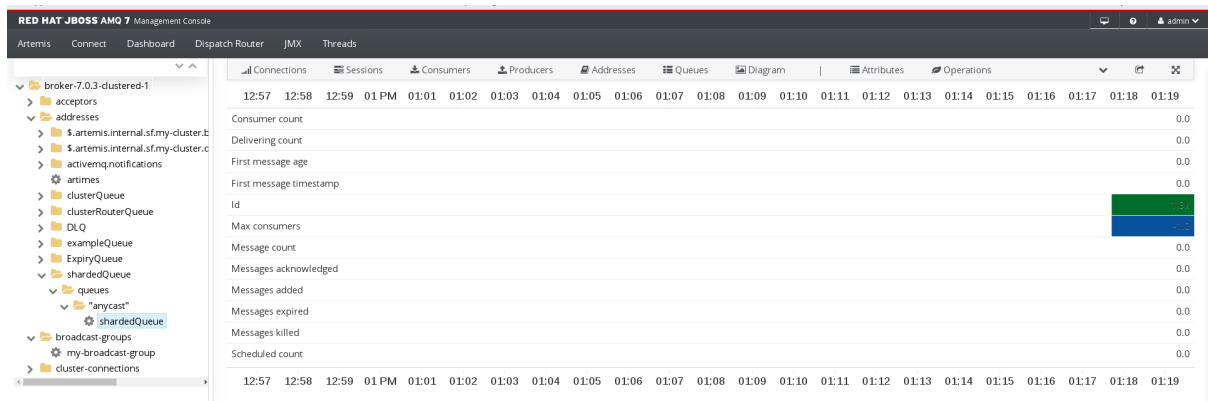 RED HAT JBOSS AMQ 7 Management Console
admin
Artemis Connect Dashboard Dispatch Router JMX Threads
Connections Sessions Consumers Producers Addresses Queues Diagram | Attributes Operations
broker-7.0.3-clustered-1
acceptors
addresses
$.artemis.internal.sf.my-cluster.b
$.artemis.internal.sf.my-cluster.c
activemq.notifications
artimes
clusterQueue
clusterRouterQueue
DLQ
exampleQueue
ExpiryQueue
shardedQueue
queues
"anycast"
shardedQueue
broadcast-groups
my-broadcast-group
cluster-connections
12:57 12:58 12:59 01 PM 01:01 01:02 01:03 01:04 01:05 01:06 01:07 01:08 01:09 01:10 01:11 01:12 01:13 01:14 01:15 01:16 01:17 01:18 01:19
Consumer count 0.0
Delivering count 0.0
First message age 0.0
First message timestamp 0.0
Id
Max consumers
Message count 0.0
Messages acknowledged 0.0
Messages added 0.0
Messages expired 0.0
Messages killed 0.0
Scheduled count 0.0
12:57 12:58 12:59 01 PM 01:01 01:02 01:03 01:04 01:05 01:06 01:07 01:08 01:09 01:10 01:11 01:12 01:13 01:14 01:15 01:16 01:17 01:18 01:19